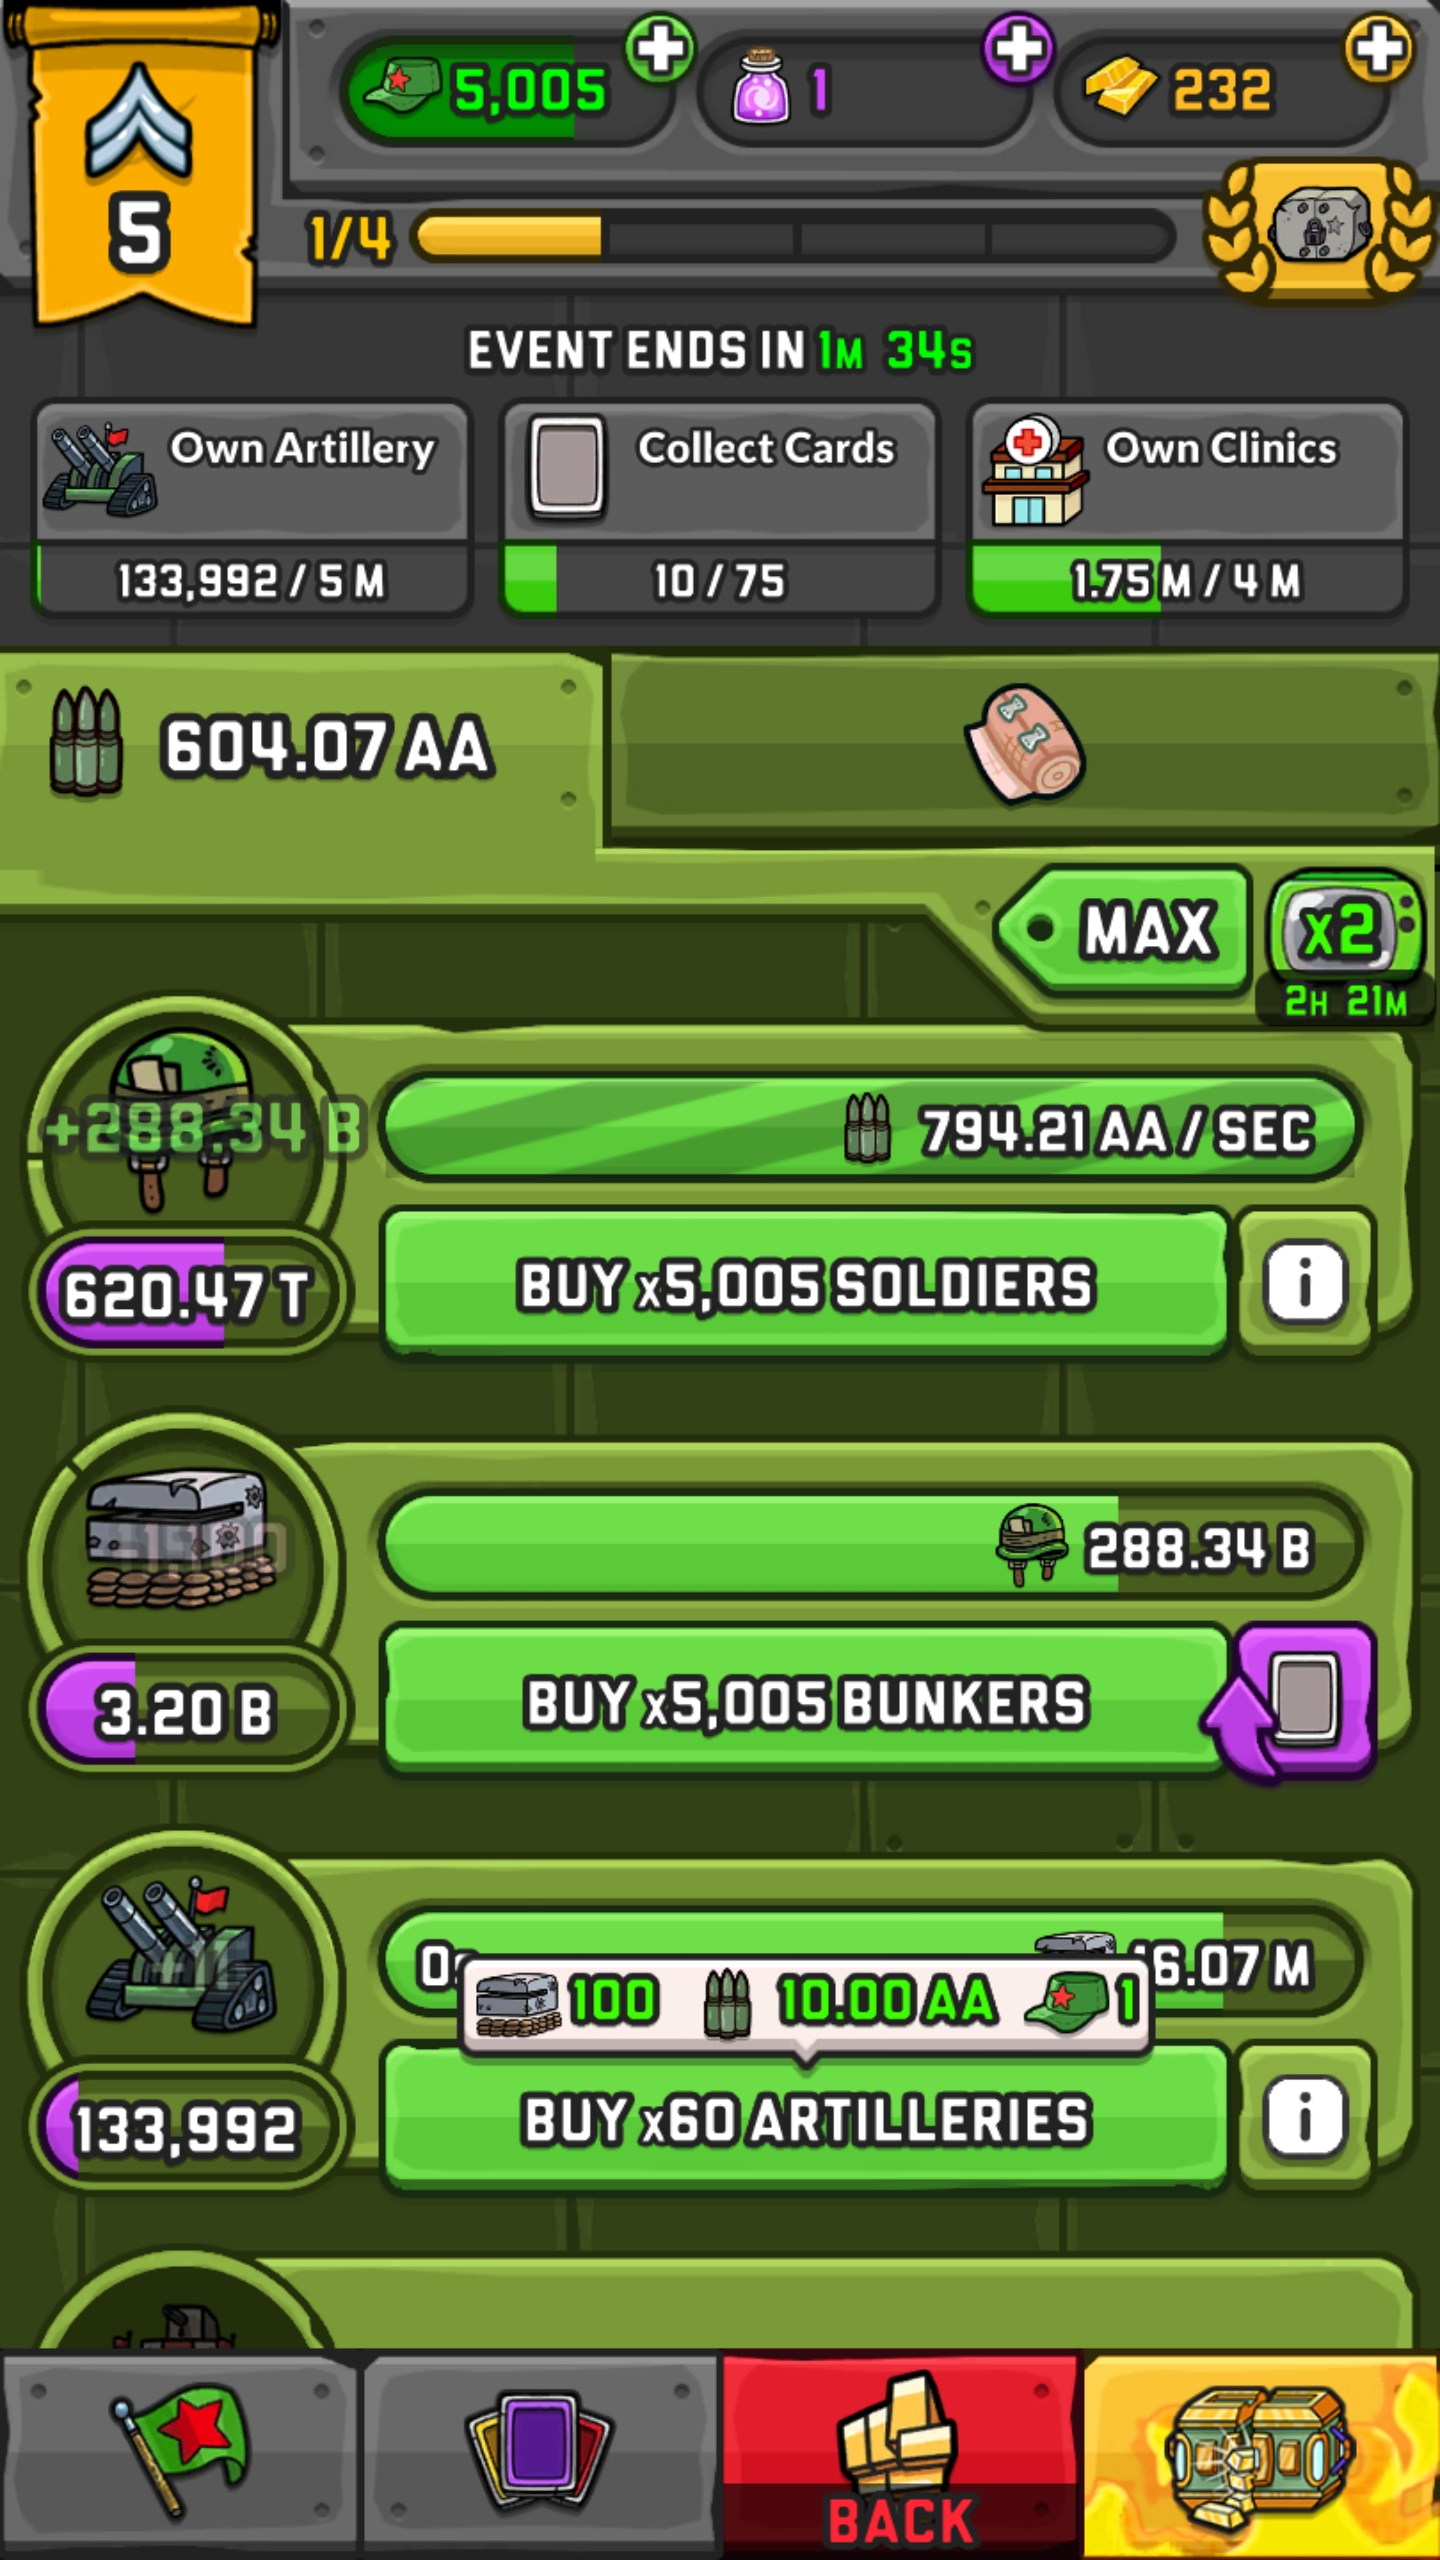 5,005
1
232
5
1/4
EVENT ENDS IN 1M 34S
Own Artillery
133,992 / 5 M
Collect Cards
10 / 75
Own Clinics
1.75 M / 4 M
604.07 AA
MAX
x2
2H 21M
+288.34 B
794.21 AA / SEC
620.47 T
BUY x5,005 SOLDIERS
288.34 B
3.20 B
BUY x5,005 BUNKERS
6.07 M
100
10.00 AA
1
133,992
BUY x60 ARTILLERIES
BACK